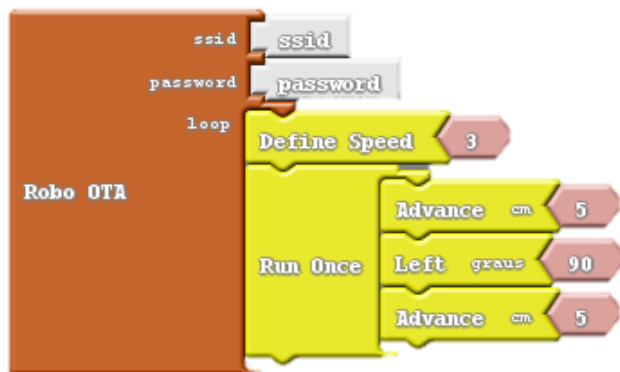 ssid ssid
password password
loop
Define Speed 3
Robo OTA
Advance cm 5
Run Once Left graus 90
Advance cm 5